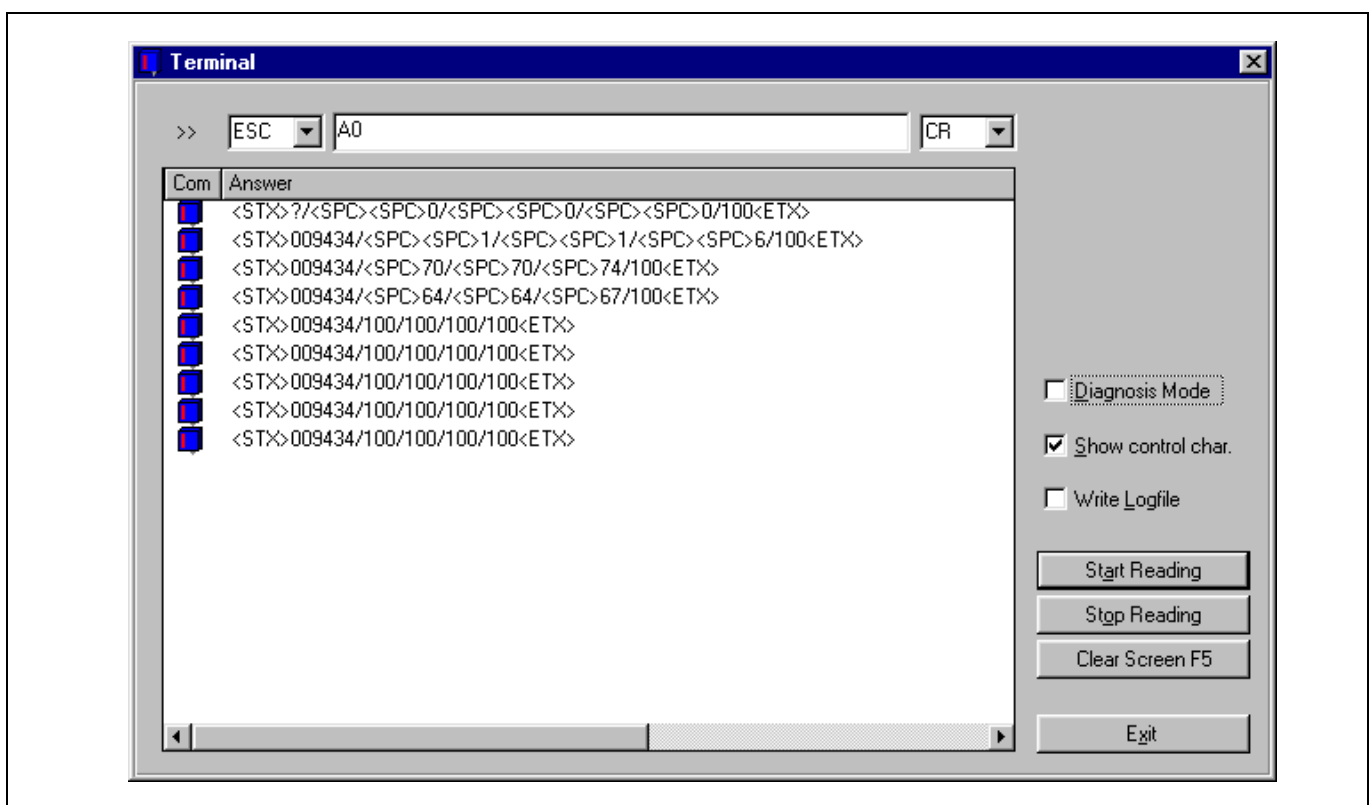 Terminal
>> ESC A0 CR
Com Answer
<STX>?/<SPC><SPC>0/<SPC><SPC>0/<SPC><SPC>0/100<ETX>
<STX>009434/<SPC><SPC>1/<SPC><SPC>1/<SPC><SPC>6/100<ETX>
<STX>009434/<SPC>70/<SPC>70/<SPC>74/100<ETX>
<STX>009434/<SPC>64/<SPC>64/<SPC>67/100<ETX>
<STX>009434/100/100/100/100<ETX>
<STX>009434/100/100/100/100<ETX>
<STX>009434/100/100/100/100<ETX>
<STX>009434/100/100/100/100<ETX>
<STX>009434/100/100/100/100<ETX>
Diagnosis Mode
Show control char.
Write Logfile
Start Reading
Stop Reading
Clear Screen F5
Exit